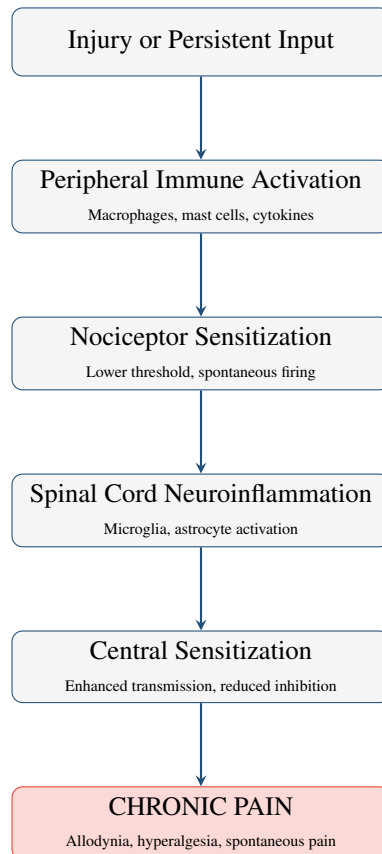 Injury or Persistent Input
Peripheral Immune Activation
Macrophages, mast cells, cytokines
Nociceptor Sensitization
Lower threshold, spontaneous firing
Spinal Cord Neuroinflammation
Microglia, astrocyte activation
Central Sensitization
Enhanced transmission, reduced inhibition
CHRONIC PAIN
Allodynia, hyperalgesia, spontaneous pain